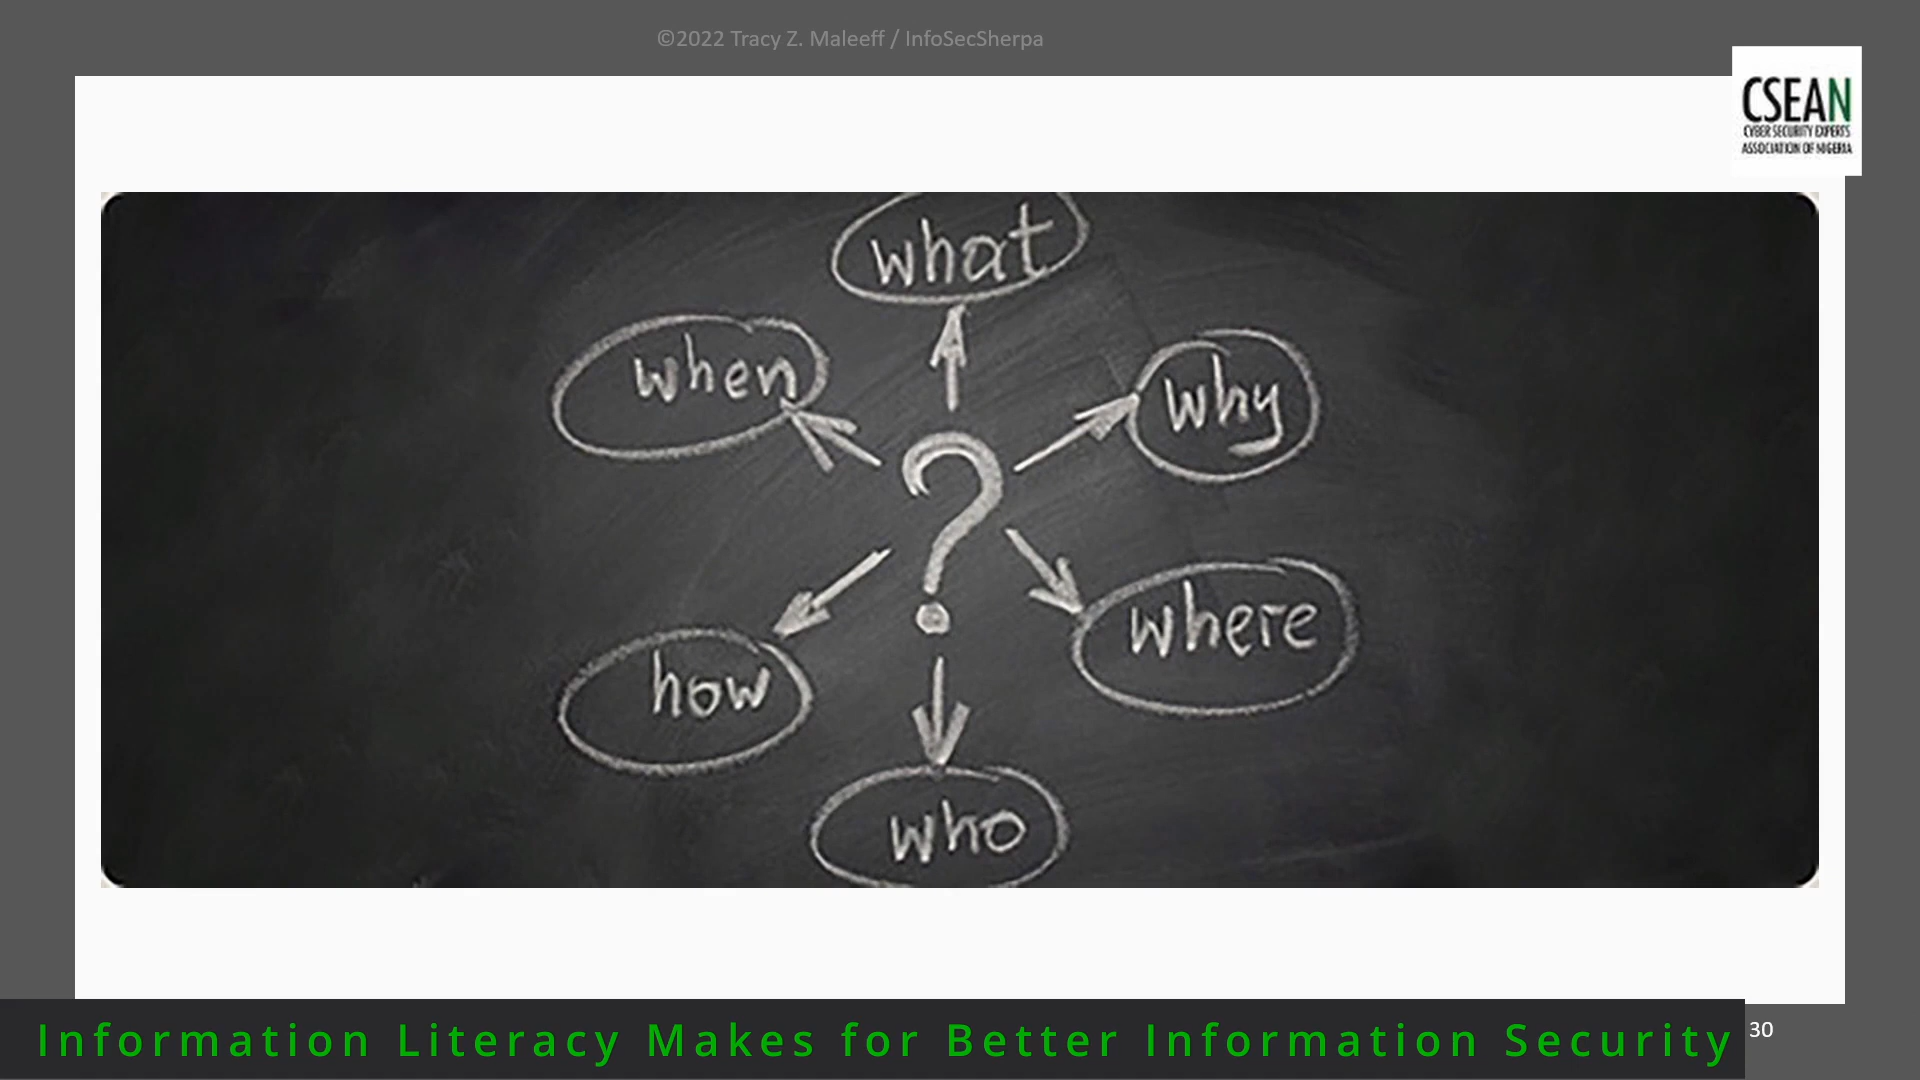 ©2022 Tracy Z. Maleeff / InfoSecSherpa
CSEAN
CYBER SECURITY EXPERTS
ASSOCIATION OF NIGERIA
what
when
why
?
where
how
who
Information Literacy Makes for Better Information Security
30